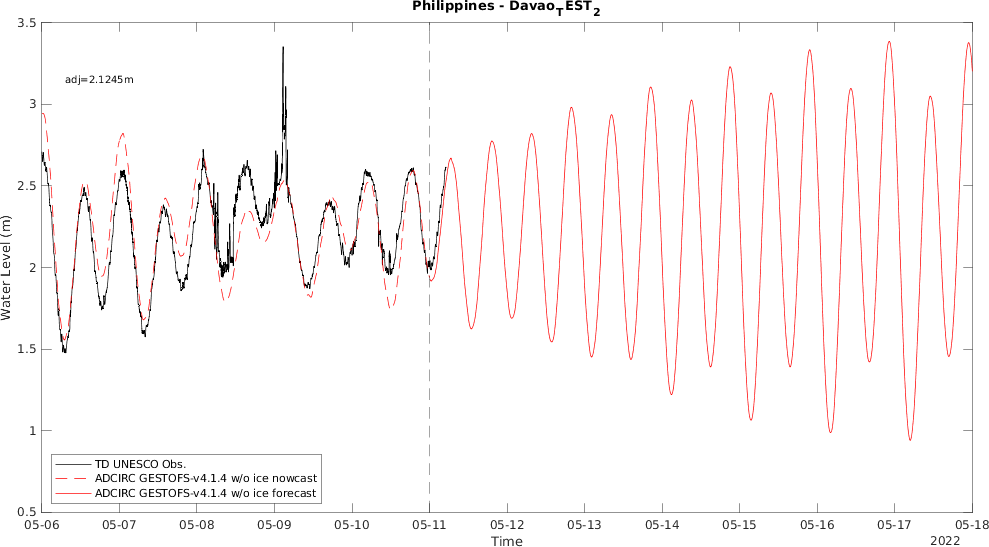 Philippines - Davao_TEST_2
3.5
adj=2.1245m
3
2.5
2
1.5
1
0.5
Water Level (m)
TD UNESCO Obs.
ADCIRC GESTOFS-v4.1.4 w/o ice nowcast
ADCIRC GESTOFS-v4.1.4 w/o ice forecast
05-06 05-07 05-08 05-09 05-10 05-11 05-12 05-13 05-14 05-15 05-16 05-17 05-18
Time
2022